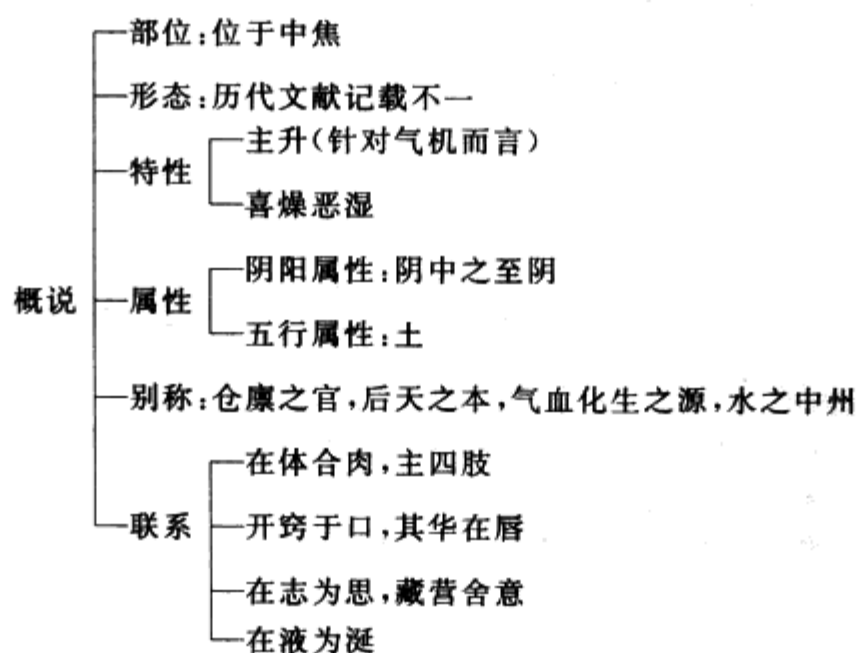 部位:位于中焦
形态:历代文献记载不一
主升(针对气机而言)
特性
喜燥恶湿
阴阳属性:阴中之至阴
概说
属性
五行属性:土
别称:仓廪之官,后天之本,气血化生之源,水之中州
在体合肉,主四肢
联系
开窍于口,其华在唇
在志为思,藏营舍意
在液为涎